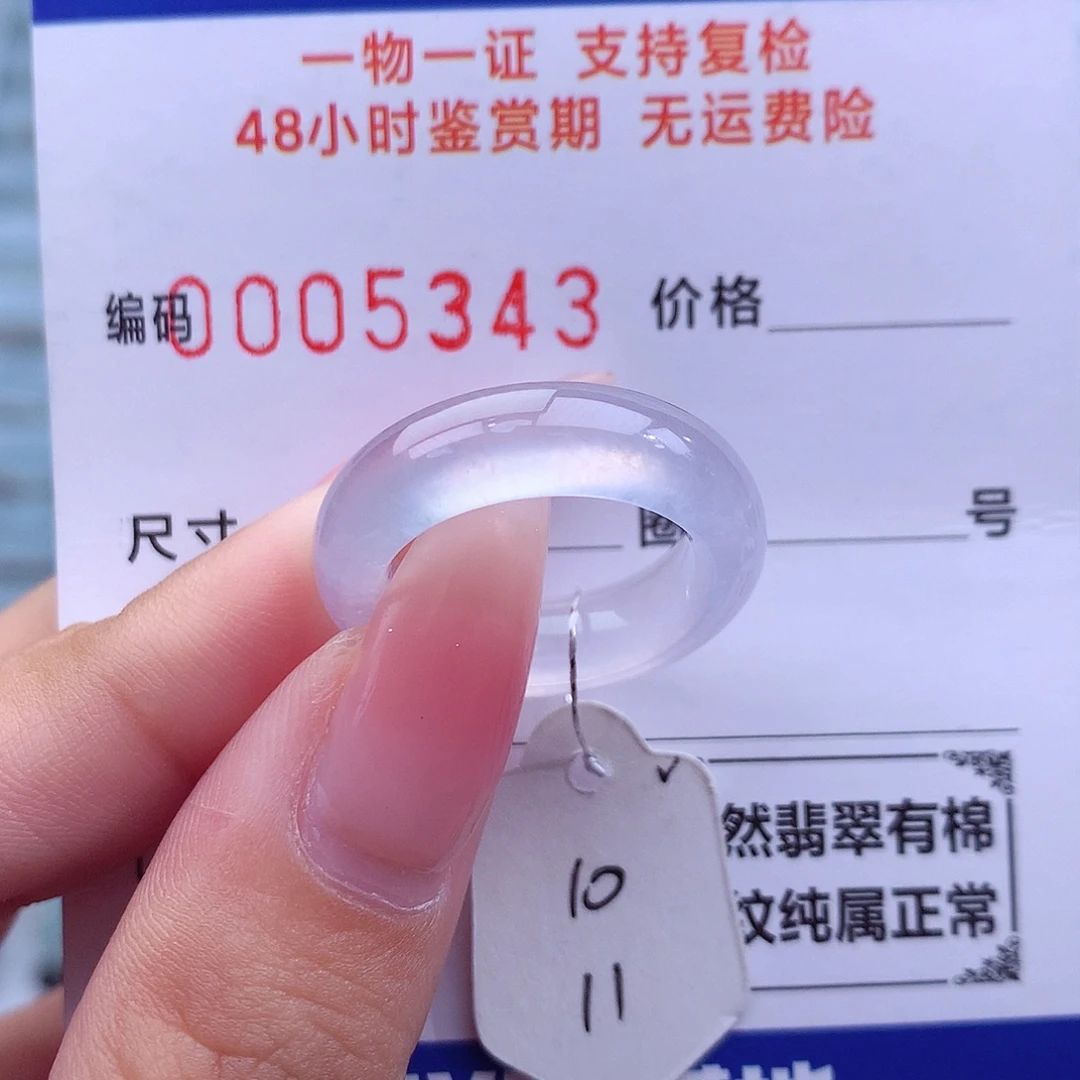 一物一证 支持复检
48小时鉴赏期 无运费险
编码0005343 价格
尺寸 圈 号
然翡翠有棉
纹纯属正常
10
11